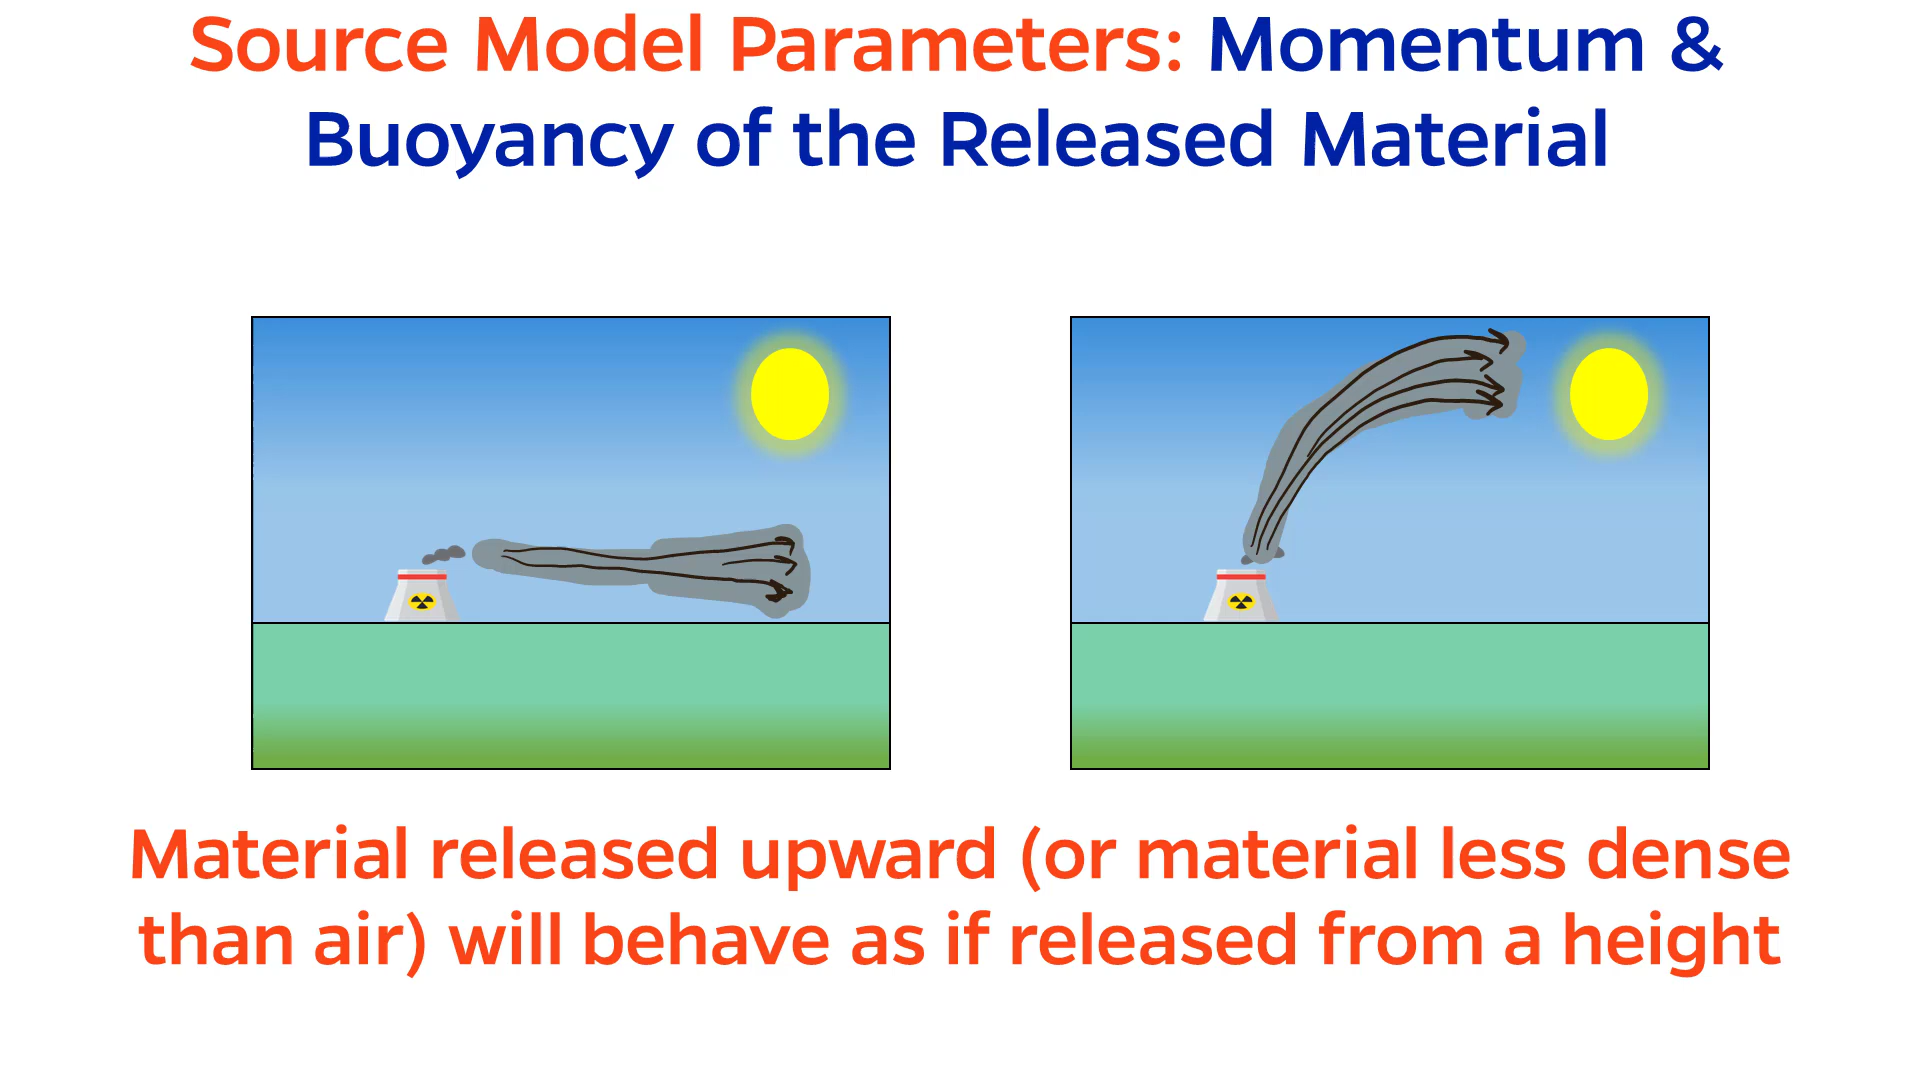 Source Model Parameters: Momentum &
Buoyancy of the Released Material
Material released upward (or material less dense
than air) will behave as if released from a height